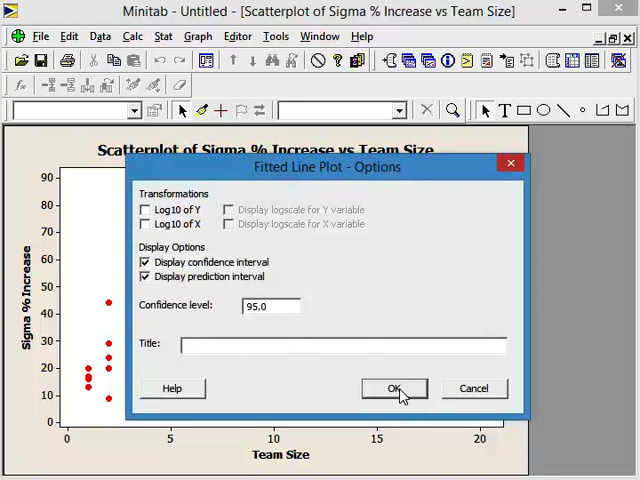 Minitab - Untitled - [Scatterplot of Sigma % Increase vs Team Size]
File Edit Data Calc Stat Graph Editor Tools Window Help
Scatterplot of Sigma % Increase vs Team Size
Fitted Line Plot - Options
Transformations
Log10 of Y Display logscale for Y variable
Log10 of X Display logscale for X variable
Display Options
Display confidence interval
Display prediction interval
Confidence level: 95.0
Title:
Help OK Cancel
Sigma % Increase
90
80
70
60
50
40
30
20
10
0
0 5 10 15 20
Team Size